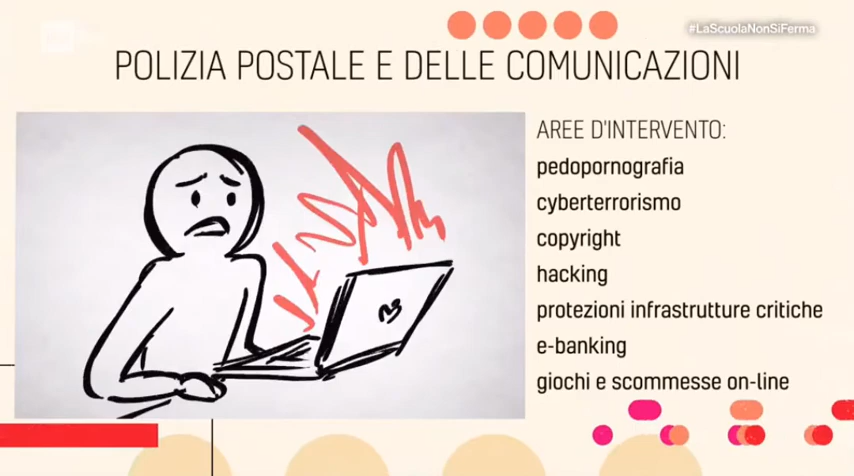 #LaScuolaNonSiFerma
POLIZIA POSTALE E DELLE COMUNICAZIONI
AREE D'INTERVENTO:
pedopornografia
cyberterrorismo
copyright
hacking
protezioni infrastrutture critiche
e-banking
giochi e scommesse on-line